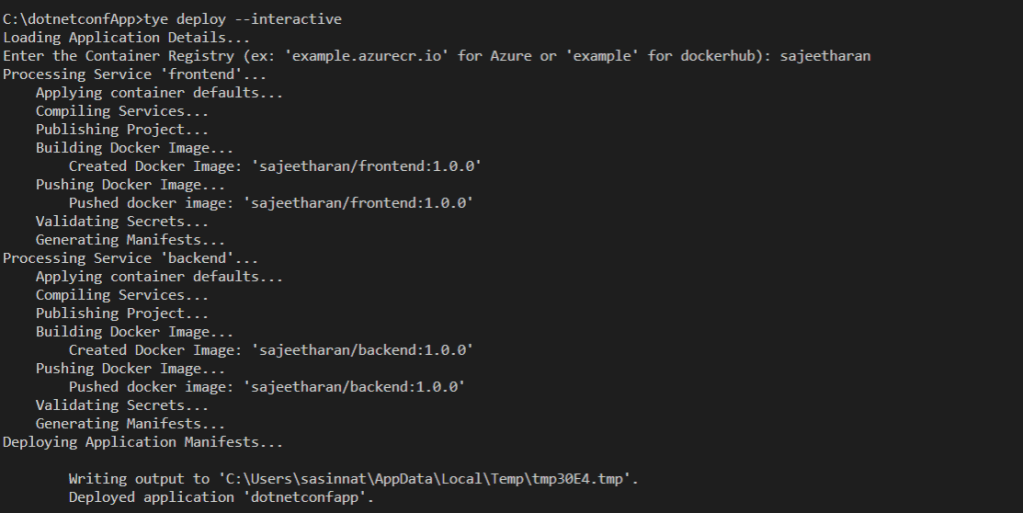 C:\dotnetconfApp>tye deploy --interactive
Loading Application Details...
Enter the Container Registry (ex: 'example.azurecr.io' for Azure or 'example' for dockerhub): sajeetharan
Processing Service 'frontend'...
    Applying container defaults...
    Compiling Services...
    Publishing Project...
    Building Docker Image...
        Created Docker Image: 'sajeetharan/frontend:1.0.0'
    Pushing Docker Image...
        Pushed docker image: 'sajeetharan/frontend:1.0.0'
    Validating Secrets...
    Generating Manifests...
Processing Service 'backend'...
    Applying container defaults...
    Compiling Services...
    Publishing Project...
    Building Docker Image...
        Created Docker Image: 'sajeetharan/backend:1.0.0'
    Pushing Docker Image...
        Pushed docker image: 'sajeetharan/backend:1.0.0'
    Validating Secrets...
    Generating Manifests...
Deploying Application Manifests...
        Writing output to 'C:\Users\sasinnat\AppData\Local\Temp\tmp30E4.tmp'.
        Deployed application 'dotnetconfapp'.